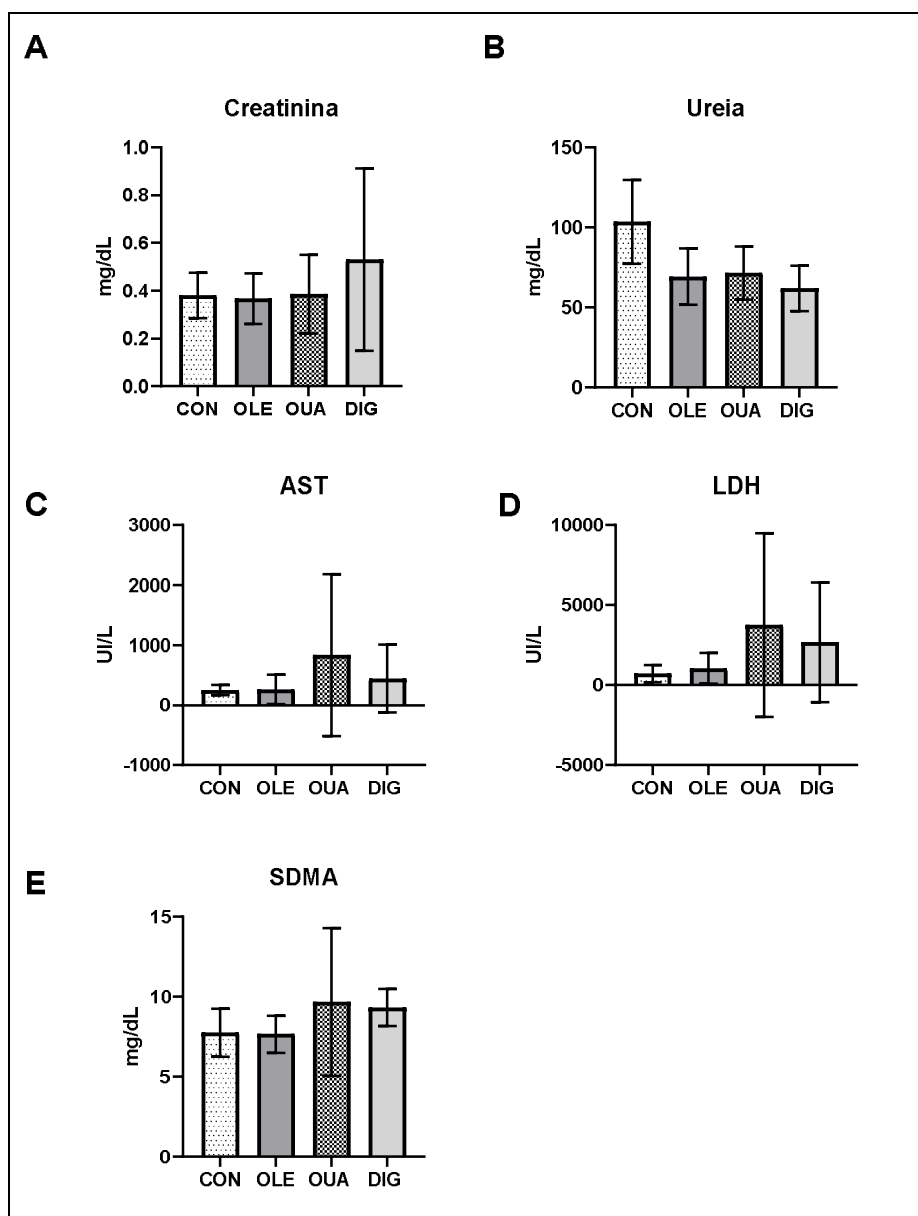 A
Creatinina
1.0
0.8
0.6
0.4
0.2
0.0
mg/dL
CON OLE OUA DIG
B
Ureia
150
100
50
0
mg/dL
CON OLE OUA DIG
C
AST
3000
2000
1000
0
-1000
UI/L
CON OLE OUA DIG
D
LDH
10000
5000
0
-5000
UI/L
CON OLE OUA DIG
E
SDMA
15
10
5
0
mg/dL
CON OLE OUA DIG